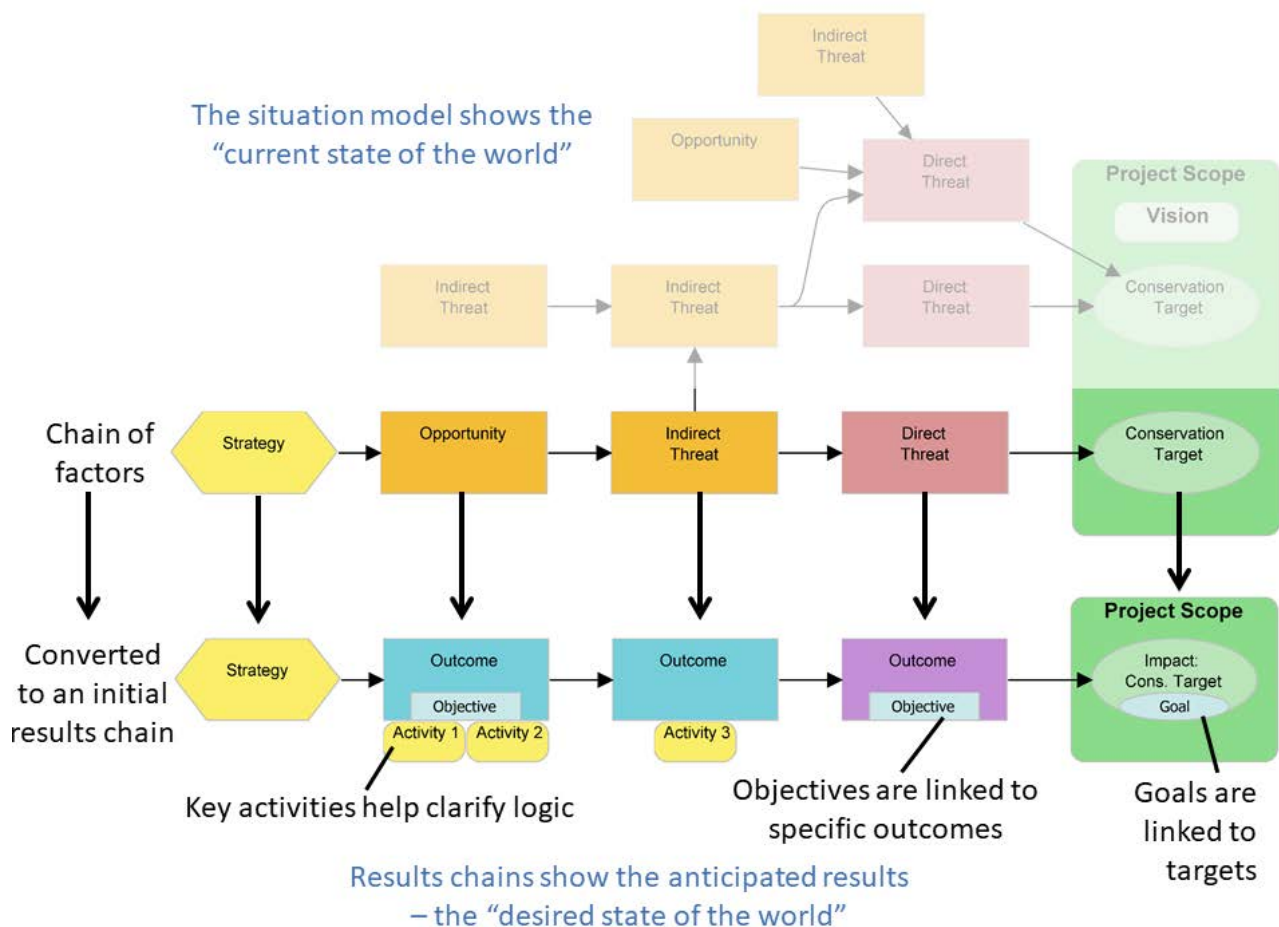 Indirect
Threat
The situation model shows the
“current state of the world”
Opportunity
Direct
Threat
Project Scope
Vision
Indirect
Threat
Indirect
Threat
Direct
Threat
Conservation
Target
Chain of
factors
Strategy
Opportunity
Indirect
Threat
Direct
Threat
Conservation
Target
Converted
to an initial
results chain
Strategy
Outcome
Objective
Activity 1
Activity 2
Outcome
Activity 3
Outcome
Objective
Project Scope
Impact:
Cons. Target
Goal
Key activities help clarify logic
Objectives are linked to
specific outcomes
Goals are
linked to
targets
Results chains show the anticipated results
– the “desired state of the world”